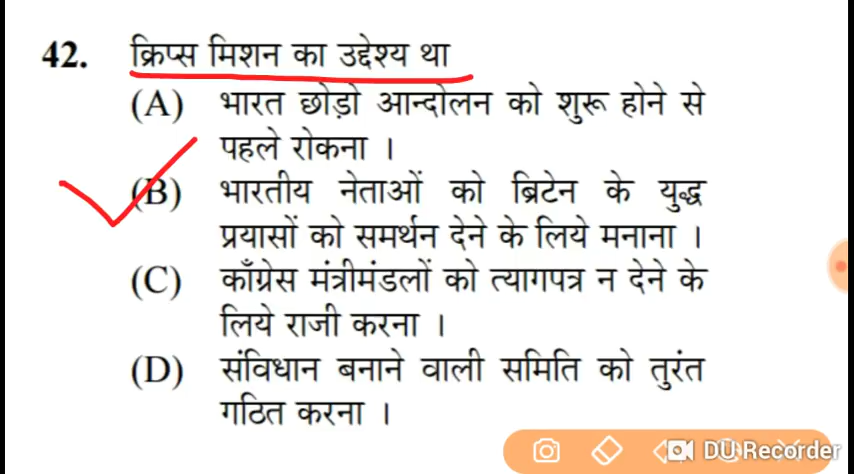 42. क्रिप्स मिशन का उद्देश्य था
(A) भारत छोड़ो आन्दोलन को शुरू होने से
पहले रोकना ।
(B) भारतीय नेताओं को ब्रिटेन के युद्ध
प्रयासों को समर्थन देने के लिये मनाना ।
(C) काँग्रेस मंत्रीमंडलों को त्यागपत्र न देने के
लिये राजी करना ।
(D) संविधान बनाने वाली समिति को तुरंत
गठित करना ।
DU Recorder